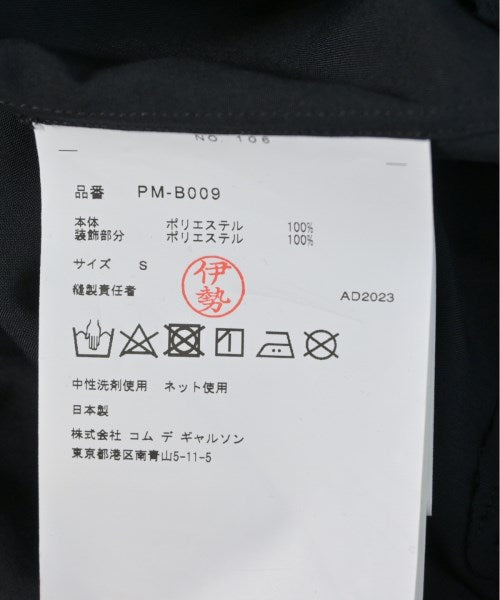 NO. 106
品番 PM-B009
本体 ポリエステル 100%
装飾部分 ポリエステル 100%
サイズ S
伊勢
縫製責任者
AD2023
中性洗剤使用 ネット使用
日本製
株式会社 コム デ ギャルソン
東京都港区南青山5-11-5